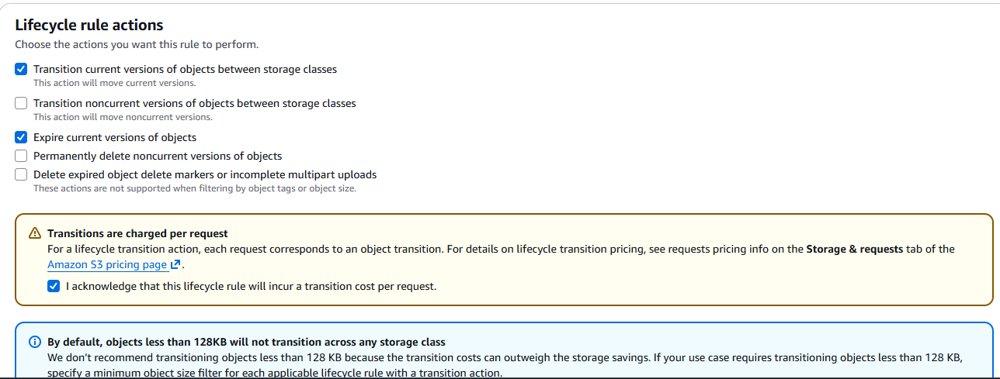 Lifecycle rule actions
Choose the actions you want this rule to perform.
Transition current versions of objects between storage classes
This action will move current versions.
Transition noncurrent versions of objects between storage classes
This action will move noncurrent versions.
Expire current versions of objects
Permanently delete noncurrent versions of objects
Delete expired object delete markers or incomplete multipart uploads
These actions are not supported when filtering by object tags or object size.
Transitions are charged per request
For a lifecycle transition action, each request corresponds to an object transition. For details on lifecycle transition pricing, see requests pricing info on the Storage & requests tab of the
Amazon S3 pricing page.
I acknowledge that this lifecycle rule will incur a transition cost per request.
By default, objects less than 128KB will not transition across any storage class
We don't recommend transitioning objects less than 128 KB because the transition costs can outweigh the storage savings. If your use case requires transitioning objects less than 128 KB,
specify a minimum object size filter for each applicable lifecycle rule with a transition action.